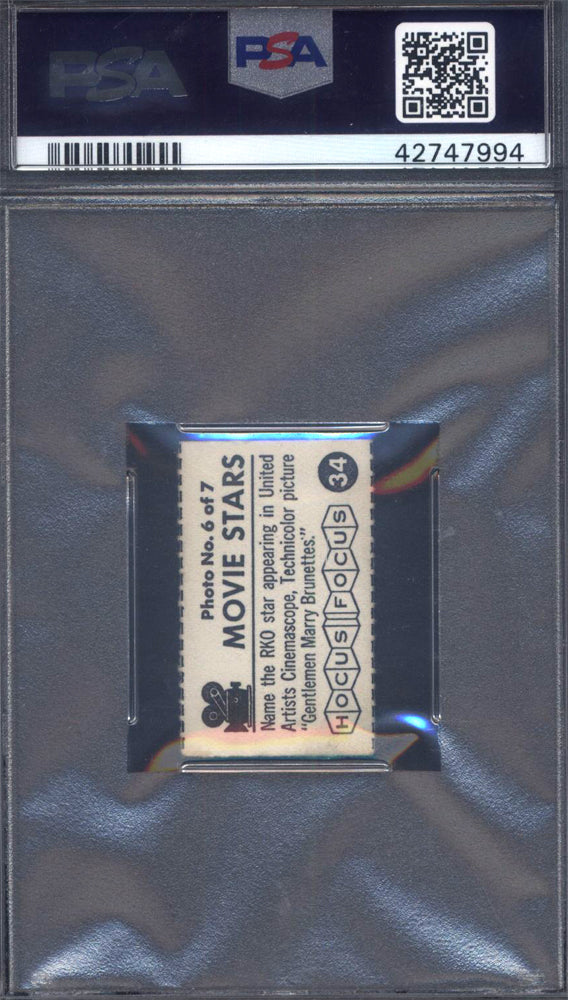 PSA
PSA
42747994
Photo No. 6 of 7
MOVIE STARS
Name the RKO star appearing in United
Artists Cinemascope, Technicolor picture
"Gentlemen Marry Brunettes."
HOCUS FOCUS
34